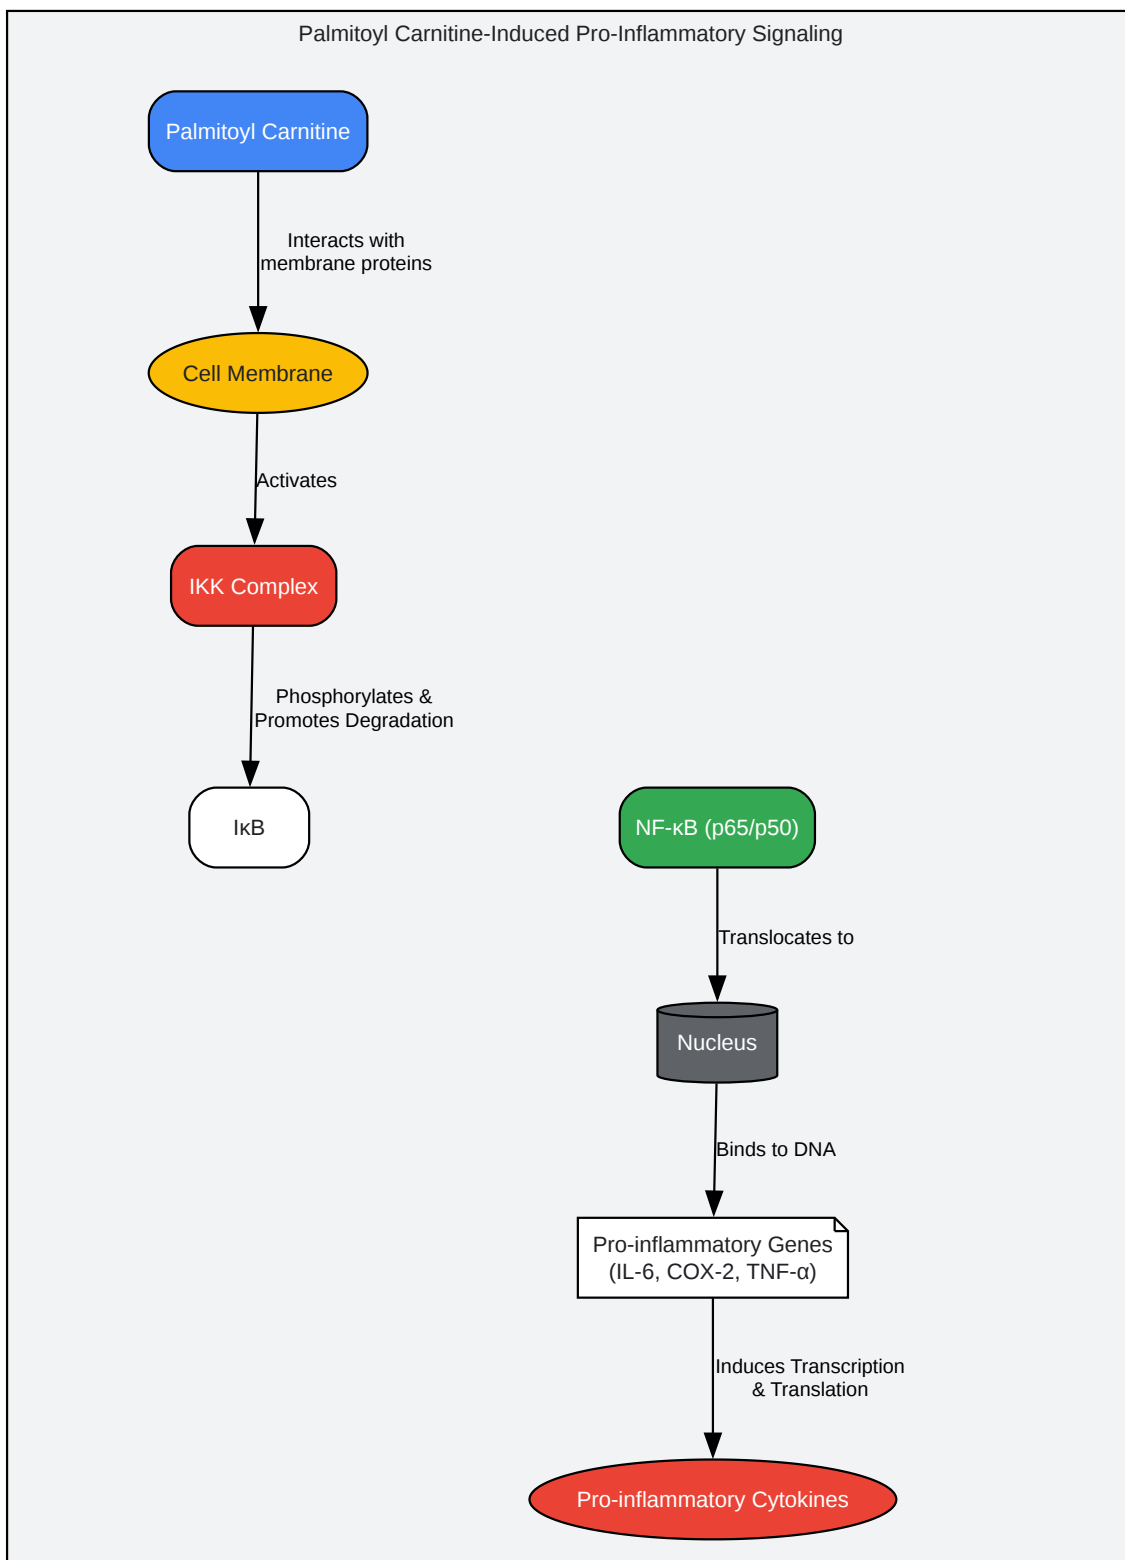 Palmitoyl Carnitine-Induced Pro-Inflammatory Signaling
Palmitoyl Carnitine
Interacts with
membrane proteins
Cell Membrane
Activates
IKK Complex
Phosphorylates &
Promotes Degradation
IκB
NF-κB (p65/p50)
Translocates to
Nucleus
Binds to DNA
Pro-inflammatory Genes
(IL-6, COX-2, TNF-α)
Induces Transcription
& Translation
Pro-inflammatory Cytokines